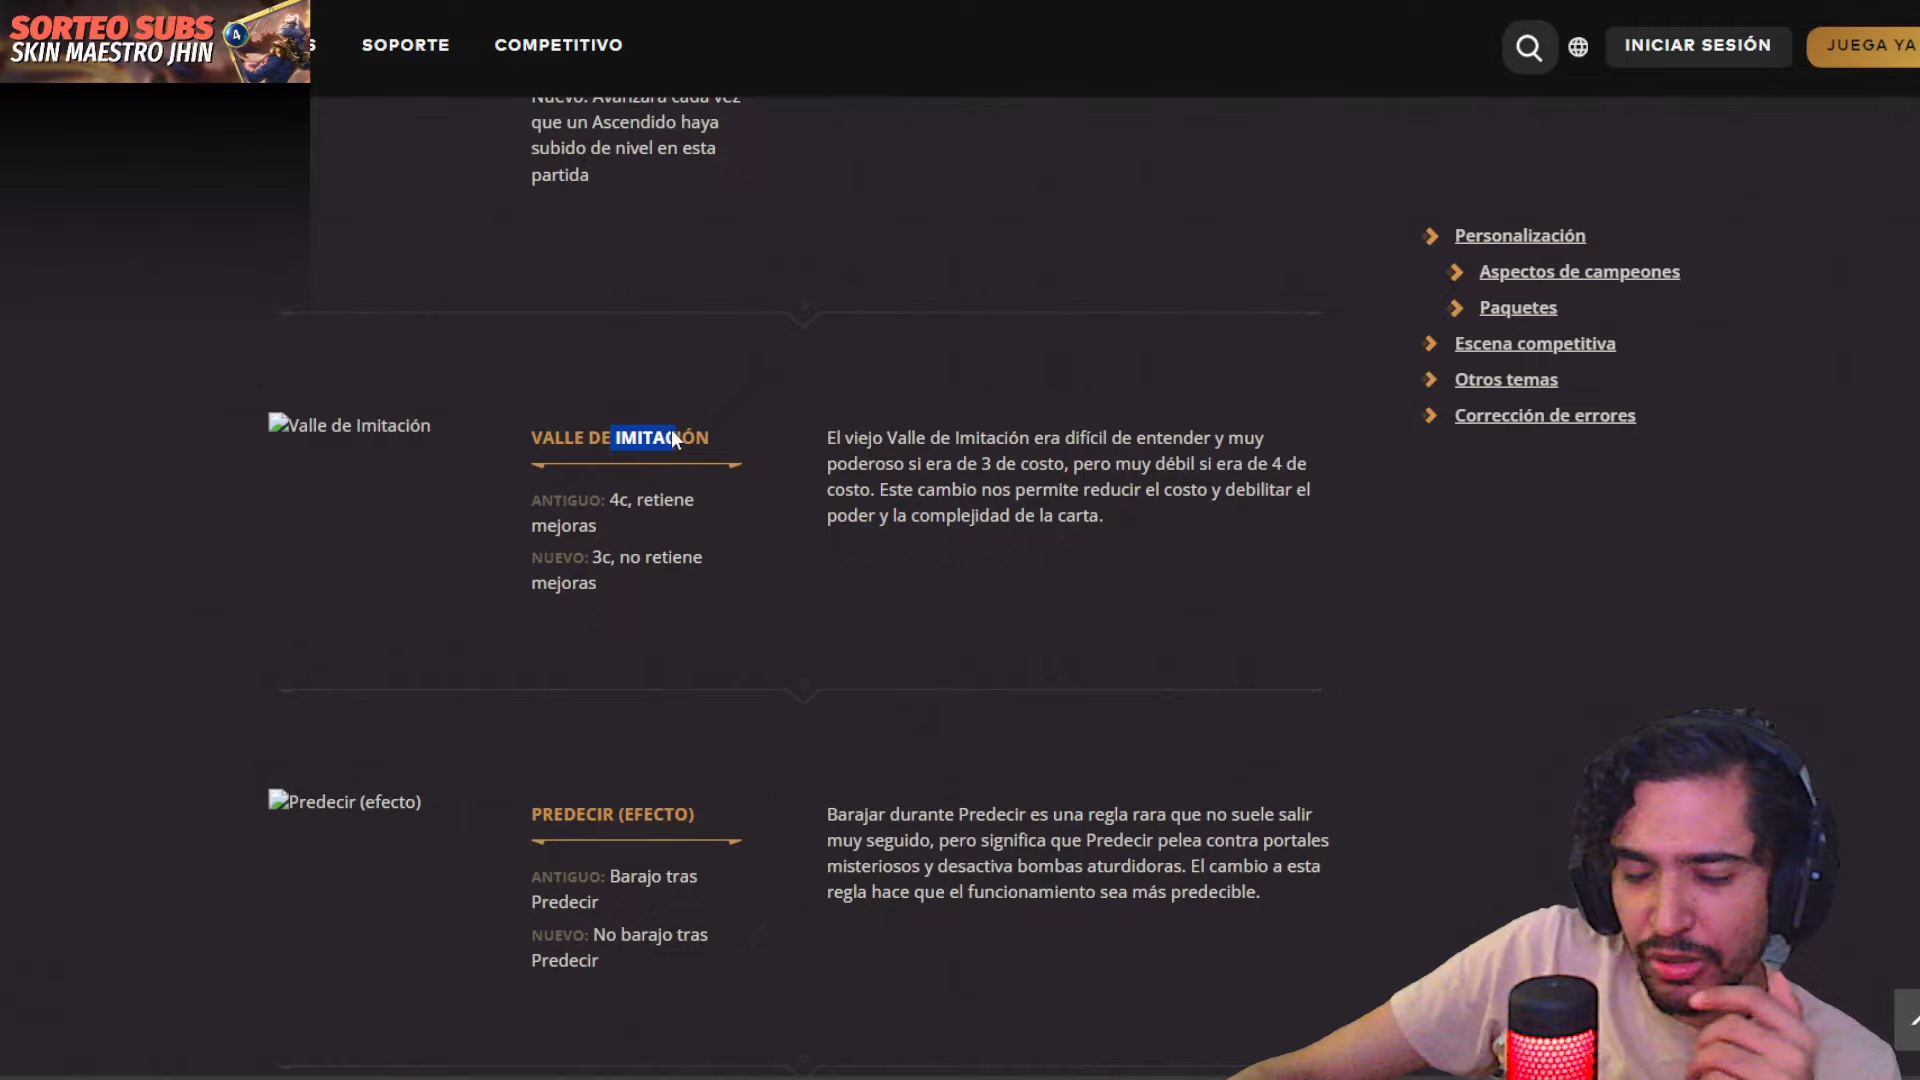 SORTEO SUBS
SKIN MAESTRO JHIN
4
S
SOPORTE
COMPETITIVO
INICIAR SESIÓN
JUEGA YA
Nuevo: Avanzará cada vez
que un Ascendido haya
subido de nivel en esta
partida
Personalización
Aspectos de campeones
Paquetes
Escena competitiva
Otros temas
Corrección de errores
Valle de Imitación
VALLE DE IMITACIÓN
ANTIGUO: 4c, retiene
mejoras
NUEVO: 3c, no retiene
mejoras
El viejo Valle de Imitación era difícil de entender y muy
poderoso si era de 3 de costo, pero muy débil si era de 4 de
costo. Este cambio nos permite reducir el costo y debilitar el
poder y la complejidad de la carta.
Predecir (efecto)
PREDECIR (EFECTO)
ANTIGUO: Barajo tras
Predecir
NUEVO: No barajo tras
Predecir
Barajar durante Predecir es una regla rara que no suele salir
muy seguido, pero significa que Predecir pelea contra portales
misteriosos y desactiva bombas aturdidoras. El cambio a esta
regla hace que el funcionamiento sea más predecible.